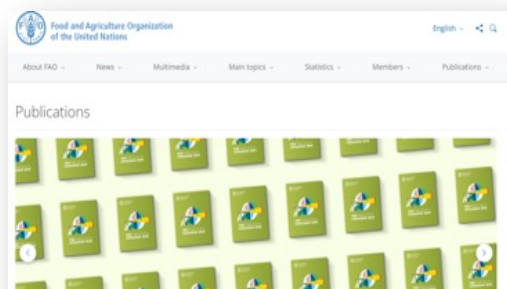 Food and Agriculture Organization
of the United Nations
English
About FAO
News
Multimedia
Main topics
Statistics
Members
Publications
Publications